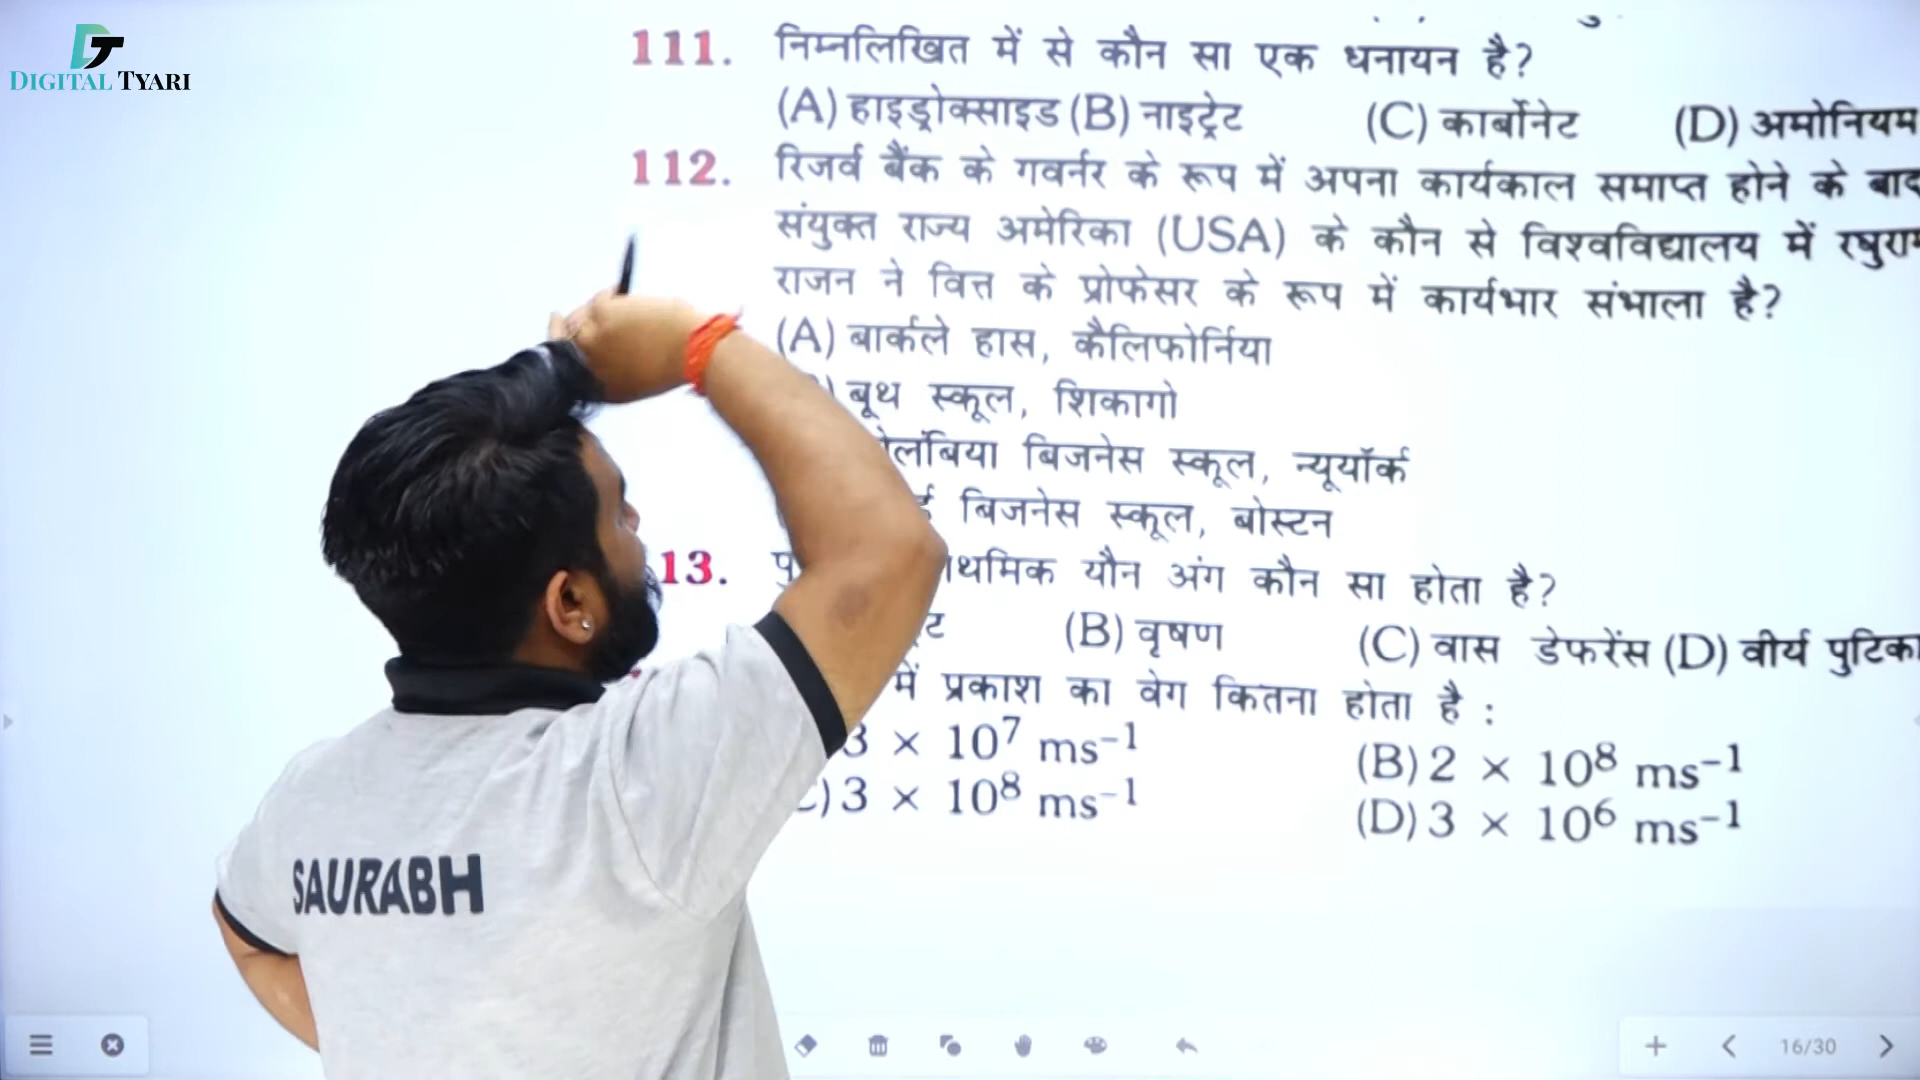 DT
DIGITAL TYARI
111. निम्नलिखित में से कौन सा एक धनायन है?
(A) हाइड्रोक्साइड (B) नाइट्रेट (C) कार्बोनेट (D) अमोनियम
112. रिजर्व बैंक के गवर्नर के रूप में अपना कार्यकाल समाप्त होने के बाद
संयुक्त राज्य अमेरिका (USA) के कौन से विश्वविद्यालय में
राजन ने वित्त के प्रोफेसर के रूप में कार्यभार संभाला है?
(A) बार्कले हास, कैलिफोर्निया
बूथ स्कूल, शिकागो
बिजनेस स्कूल, न्यूयॉर्क
बिजनेस स्कूल, बोस्टन
13. यौन अंग कौन सा होता है?
(B) वृषण (C) वास डेफरेंस (D) वीर्य पुटिका
में प्रकाश का वेग कितना होता है :
3 × 10⁷ ms⁻¹ (B) 2 × 10⁸ ms⁻¹
3 × 10⁸ ms⁻¹ (D) 3 × 10⁶ ms⁻¹
SAURABH
16/30